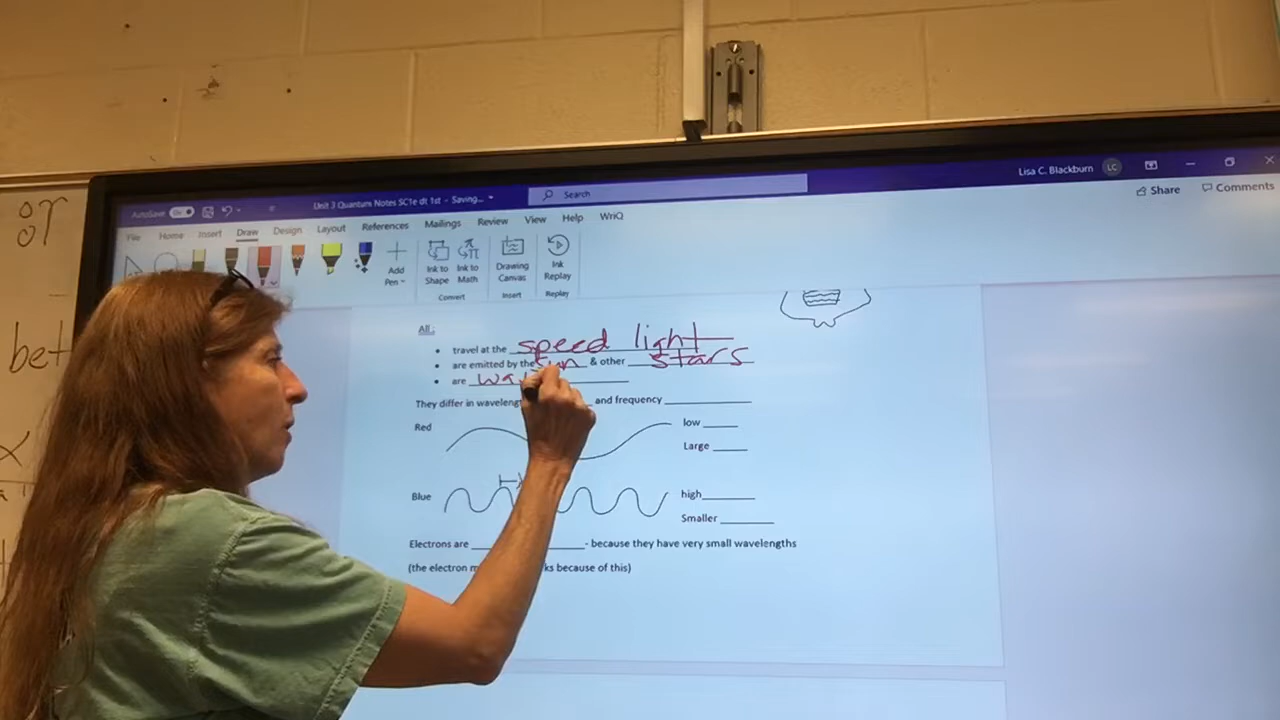 or
bet
AutoSave On Unit 3 Quantum Notes SC1e dt 1st - Saving... Search Lisa C. Blackburn LC
File Home Insert Draw Design Layout References Mailings Review View Help WriQ Share Comments
Add Pen Ink to Shape Ink to Math Drawing Canvas Ink Replay
Convert Insert Replay
All :
• travel at the speed light
• are emitted by the sun & other stars
• are
They differ in and frequency
Red low
Large
Blue high
Smaller
Electrons are - because they have very small wavelengths
(the electron because of this)